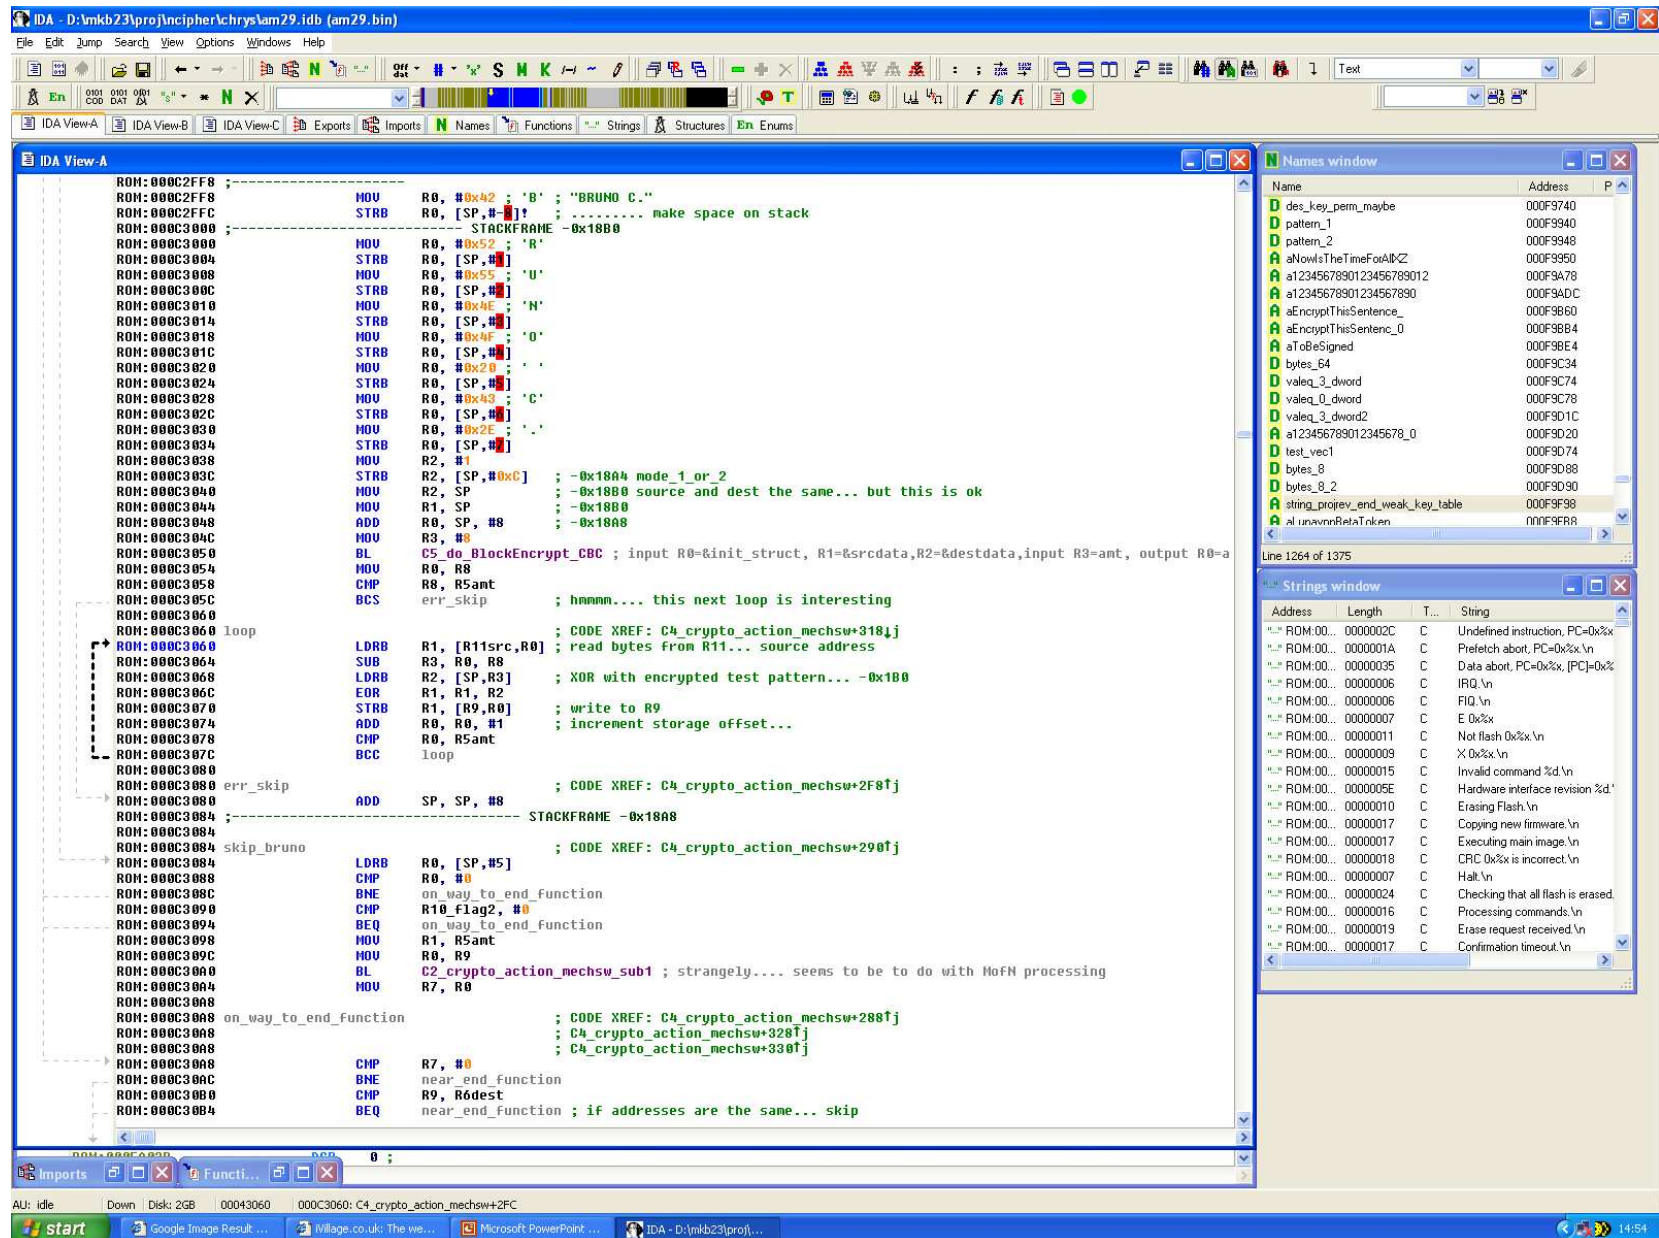 IDA - D:\mkb23\proj\ncipher\chrys\am29.idb (am29.bin)
File Edit Jump Search View Options Windows Help
Text
En
IDA View-A IDA View-B IDA View-C Exports Imports N Names Functions Strings Structures En Enums
IDA View-A
ROM:000C2FF8 ;----------------------
ROM:000C2FF8 MOV R0, #0x42 ; 'B' ; "BRUNO C."
ROM:000C2FFC STRB R0, [SP,#-8]! ; ......... make space on stack
ROM:000C3000 ;----------------------------- STACKFRAME -0x18B0
ROM:000C3000 MOV R0, #0x52 ; 'R'
ROM:000C3004 STRB R0, [SP,#1]
ROM:000C3008 MOV R0, #0x55 ; 'U'
ROM:000C300C STRB R0, [SP,#2]
ROM:000C3010 MOV R0, #0x4E ; 'N'
ROM:000C3014 STRB R0, [SP,#3]
ROM:000C3018 MOV R0, #0x4F ; 'O'
ROM:000C301C STRB R0, [SP,#4]
ROM:000C3020 MOV R0, #0x20 ; ' '
ROM:000C3024 STRB R0, [SP,#5]
ROM:000C3028 MOV R0, #0x43 ; 'C'
ROM:000C302C STRB R0, [SP,#6]
ROM:000C3030 MOV R0, #0x2E ; '.'
ROM:000C3034 STRB R0, [SP,#7]
ROM:000C3038 MOV R2, #1
ROM:000C303C STRB R2, [SP,#0xC] ; -0x18A4 mode_1_or_2
ROM:000C3040 MOV R2, SP ; -0x18B0 source and dest the same... but this is ok
ROM:000C3044 MOV R1, SP ; -0x18B0
ROM:000C3048 ADD R0, SP, #8 ; -0x18A8
ROM:000C304C MOV R3, #8
ROM:000C3050 BL C5_do_BlockEncrypt_CBC ; input R0=&init_struct, R1=&srcdata,R2=&destdata,input R3=amt, output R0=a
ROM:000C3054 MOV R0, R8
ROM:000C3058 CMP R8, R5amt
ROM:000C305C BCS err_skip ; hmmmm.... this next loop is interesting
ROM:000C3060
ROM:000C3060 loop ; CODE XREF: C4_crypto_action_mechsw+318↓j
ROM:000C3060 LDRB R1, [R11src,R0] ; read bytes from R11... source address
ROM:000C3064 SUB R3, R0, R8
ROM:000C3068 LDRB R2, [SP,R3] ; XOR with encrypted test pattern... -0x1B0
ROM:000C306C EOR R1, R1, R2
ROM:000C3070 STRB R1, [R9,R0] ; write to R9
ROM:000C3074 ADD R0, R0, #1 ; increment storage offset...
ROM:000C3078 CMP R0, R5amt
ROM:000C307C BCC loop
ROM:000C3080
ROM:000C3080 err_skip ; CODE XREF: C4_crypto_action_mechsw+2F8↑j
ROM:000C3080 ADD SP, SP, #8
ROM:000C3084 ;----------------------------------- STACKFRAME -0x18A8
ROM:000C3084
ROM:000C3084 skip_bruno ; CODE XREF: C4_crypto_action_mechsw+290↑j
ROM:000C3084 LDRB R0, [SP,#5]
ROM:000C3088 CMP R0, #0
ROM:000C308C BNE on_way_to_end_function
ROM:000C3090 CMP R10_flag2, #0
ROM:000C3094 BEQ on_way_to_end_function
ROM:000C3098 MOV R1, R5amt
ROM:000C309C MOV R0, R9
ROM:000C30A0 BL C2_crypto_action_mechsw_sub1 ; strangely.... seems to be to do with MofN processing
ROM:000C30A4 MOV R7, R0
ROM:000C30A8
ROM:000C30A8 on_way_to_end_function ; CODE XREF: C4_crypto_action_mechsw+288↑j
ROM:000C30A8 ; C4_crypto_action_mechsw+328↑j
ROM:000C30A8 ; C4_crypto_action_mechsw+330↑j
ROM:000C30A8 CMP R7, #0
ROM:000C30AC BNE near_end_function
ROM:000C30B0 CMP R9, R6dest
ROM:000C30B4 BEQ near_end_function ; if addresses are the same... skip
0 ;
Imports Functi...
Names window
Name Address P
D des_key_perm_maybe 000F9740
D pattern_1 000F9940
D pattern_2 000F9948
A aNowIsTheTimeForAllXZ 000F9950
A a1234567890123456789012 000F9A78
A a12345678901234567890 000F9ADC
A aEncryptThisSentence_ 000F9B60
A aEncryptThisSentenc_0 000F9BB4
A aToBeSigned 000F9BE4
D bytes_64 000F9C34
D valeq_3_dword 000F9C74
D valeq_0_dword 000F9C78
D valeq_3_dword2 000F9D1C
A a123456789012345678_0 000F9D20
D test_vec1 000F9D74
D bytes_8 000F9D88
D bytes_8_2 000F9D90
A string_projrev_end_weak_key_table 000F9F98
A aLunavpnBetaToken 000F9FB8
Line 1264 of 1375
Strings window
Address Length T... String
ROM:00... 0000002C C Undefined instruction, PC=0x%x
ROM:00... 0000001A C Prefetch abort, PC=0x%x.\n
ROM:00... 00000035 C Data abort, PC=0x%x, [PC]=0x%
ROM:00... 00000006 C IRQ.\n
ROM:00... 00000006 C FIQ.\n
ROM:00... 00000007 C E 0x%x
ROM:00... 00000011 C Not flash 0x%x.\n
ROM:00... 00000009 C X 0x%x.\n
ROM:00... 00000015 C Invalid command %d.\n
ROM:00... 0000005E C Hardware interface revision %d.
ROM:00... 00000010 C Erasing Flash.\n
ROM:00... 00000017 C Copying new firmware.\n
ROM:00... 00000017 C Executing main image.\n
ROM:00... 00000018 C CRC 0x%x is incorrect.\n
ROM:00... 00000007 C Halt.\n
ROM:00... 00000024 C Checking that all flash is erased.
ROM:00... 00000016 C Processing commands.\n
ROM:00... 00000019 C Erase request received.\n
ROM:00... 00000017 C Confirmation timeout.\n
AU: idle Down Disk: 2GB 00043060 000C3060: C4_crypto_action_mechsw+2FC
start Google Image Result ... iVillage.co.uk: The we... Microsoft PowerPoint ... IDA - D:\mkb23\proj\... 14:54